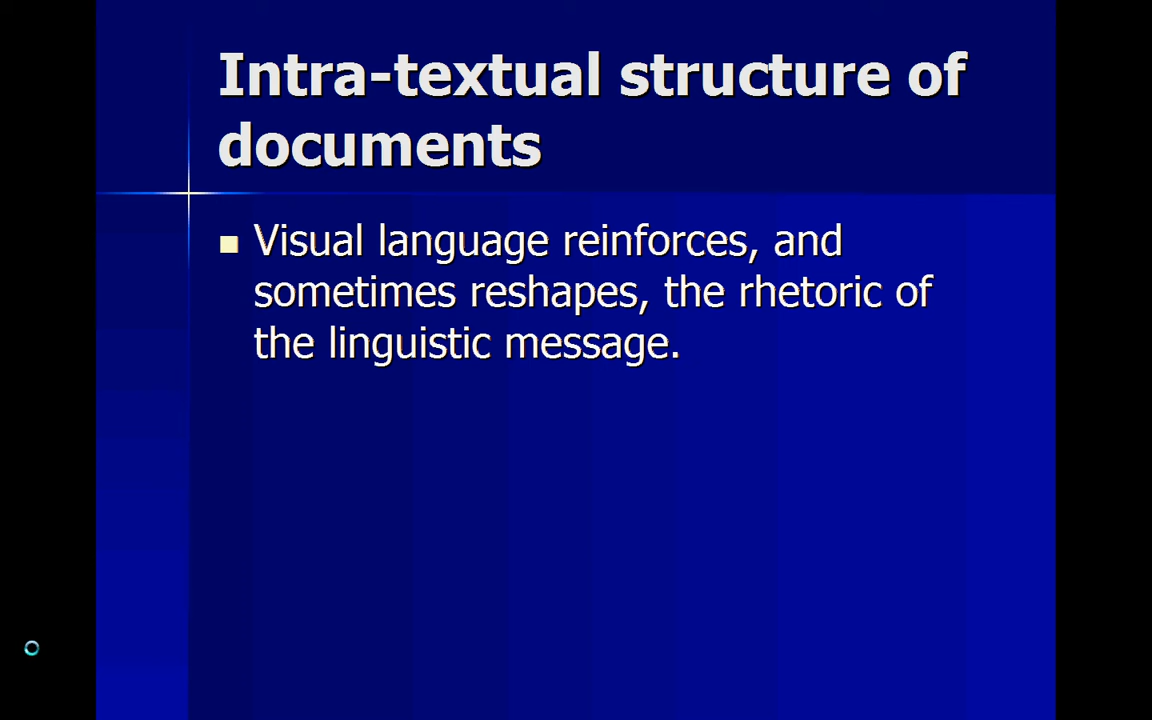 Intra-textual structure of
documents
Visual language reinforces, and
sometimes reshapes, the rhetoric of
the linguistic message.